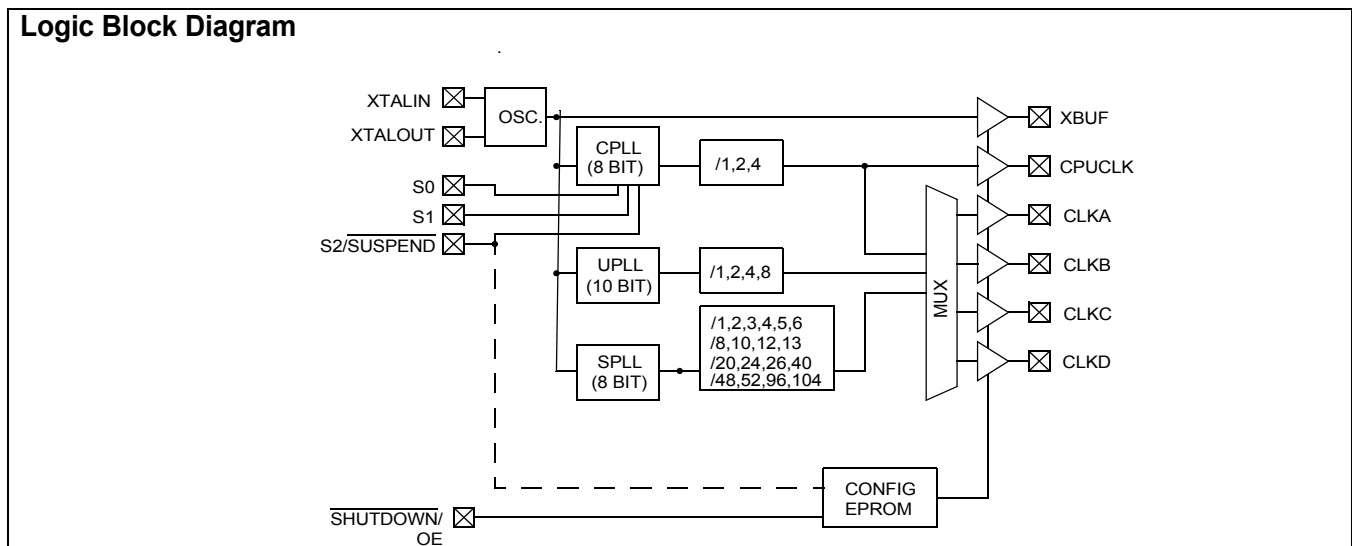 Logic Block Diagram
XTALIN
OSC.
XBUF
XTALOUT
CPLL
(8 BIT)
/1,2,4
CPUCLK
S0
S1
CLKA
S2/SUSPEND
UPLL
(10 BIT)
/1,2,4,8
MUX
CLKB
CLKC
SPLL
(8 BIT)
/1,2,3,4,5,6
/8,10,12,13
/20,24,26,40
/48,52,96,104
CLKD
CONFIG
EPROM
SHUTDOWN/
OE